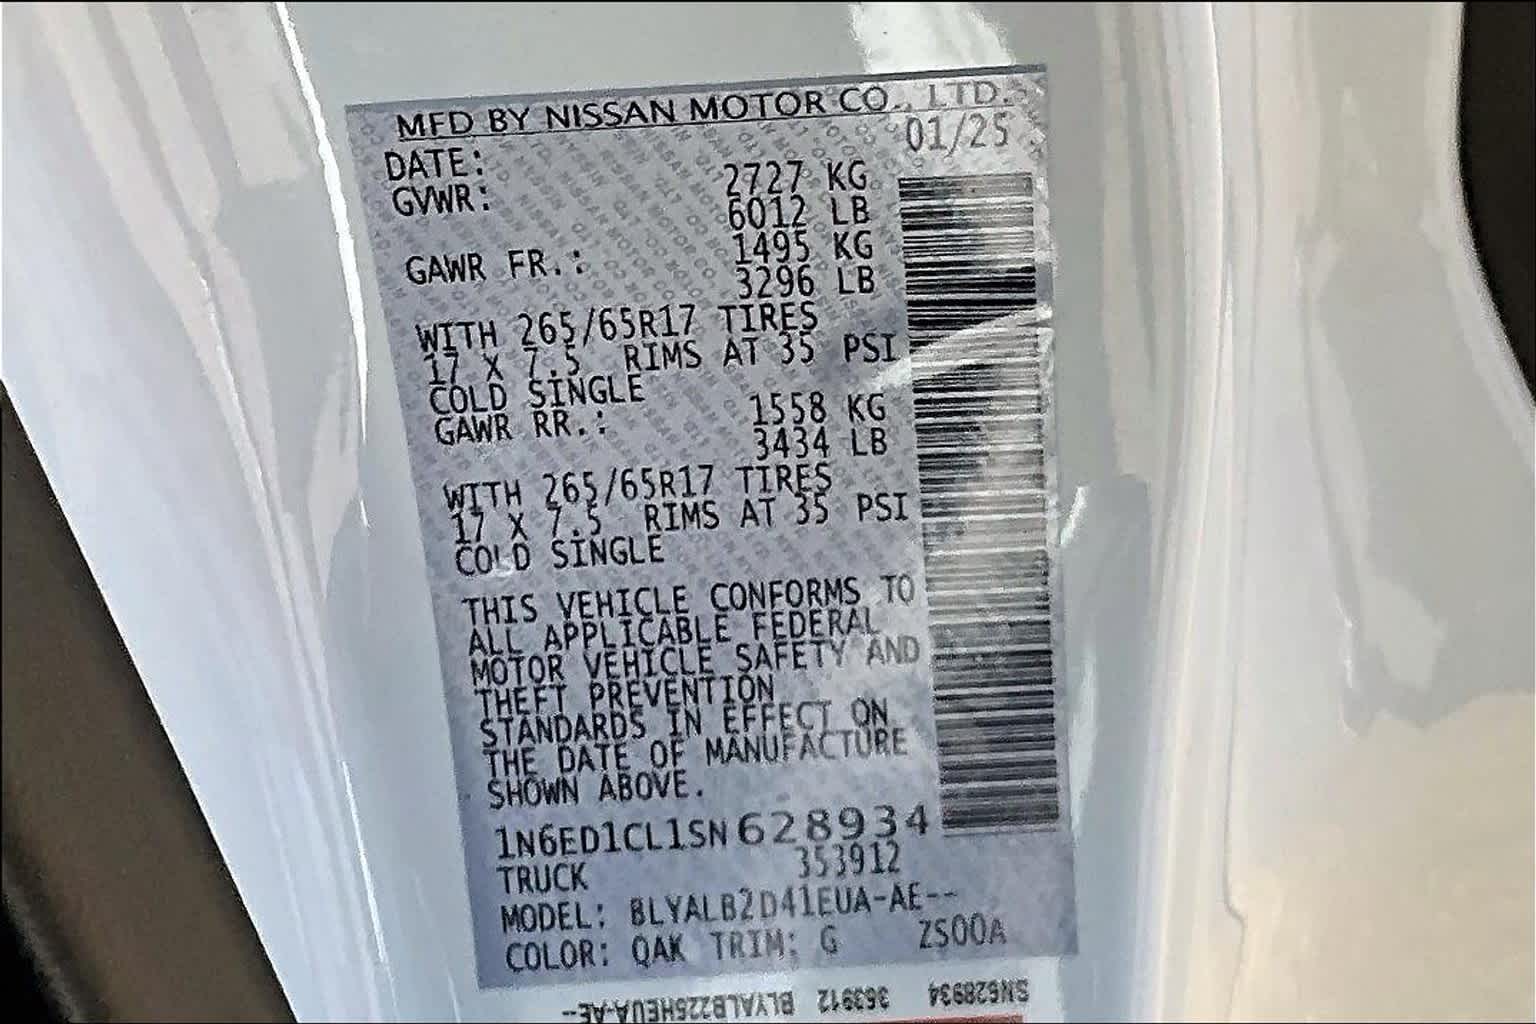 MFD BY NISSAN MOTOR CO., LTD.
DATE: 01/25
GVWR: 2727 KG
6012 LB
GAWR FR.: 1495 KG
3296 LB
WITH 265/65R17 TIRES
17 X 7.5 RIMS AT 35 PSI
COLD SINGLE
GAWR RR.: 1558 KG
3434 LB
WITH 265/65R17 TIRES
17 X 7.5 RIMS AT 35 PSI
COLD SINGLE
THIS VEHICLE CONFORMS TO
ALL APPLICABLE FEDERAL
MOTOR VEHICLE SAFETY AND
THEFT PREVENTION
STANDARDS IN EFFECT ON
THE DATE OF MANUFACTURE
SHOWN ABOVE.
1N6ED1CL1SN628934
TRUCK 353912
MODEL: BLYALB2D41EUA-AE--
COLOR: QAK TRIM: G ZS00A
SN628934 353912